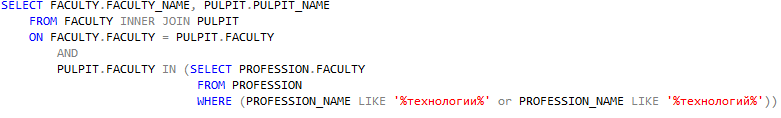 SELECT FACULTY.FACULTY_NAME, PULPIT.PULPIT_NAME
FROM FACULTY INNER JOIN PULPIT
ON FACULTY.FACULTY = PULPIT.FACULTY
AND
PULPIT.FACULTY IN (SELECT PROFESSION.FACULTY
FROM PROFESSION
WHERE (PROFESSION_NAME LIKE '%технологии%' or PROFESSION_NAME LIKE '%технологий%'))